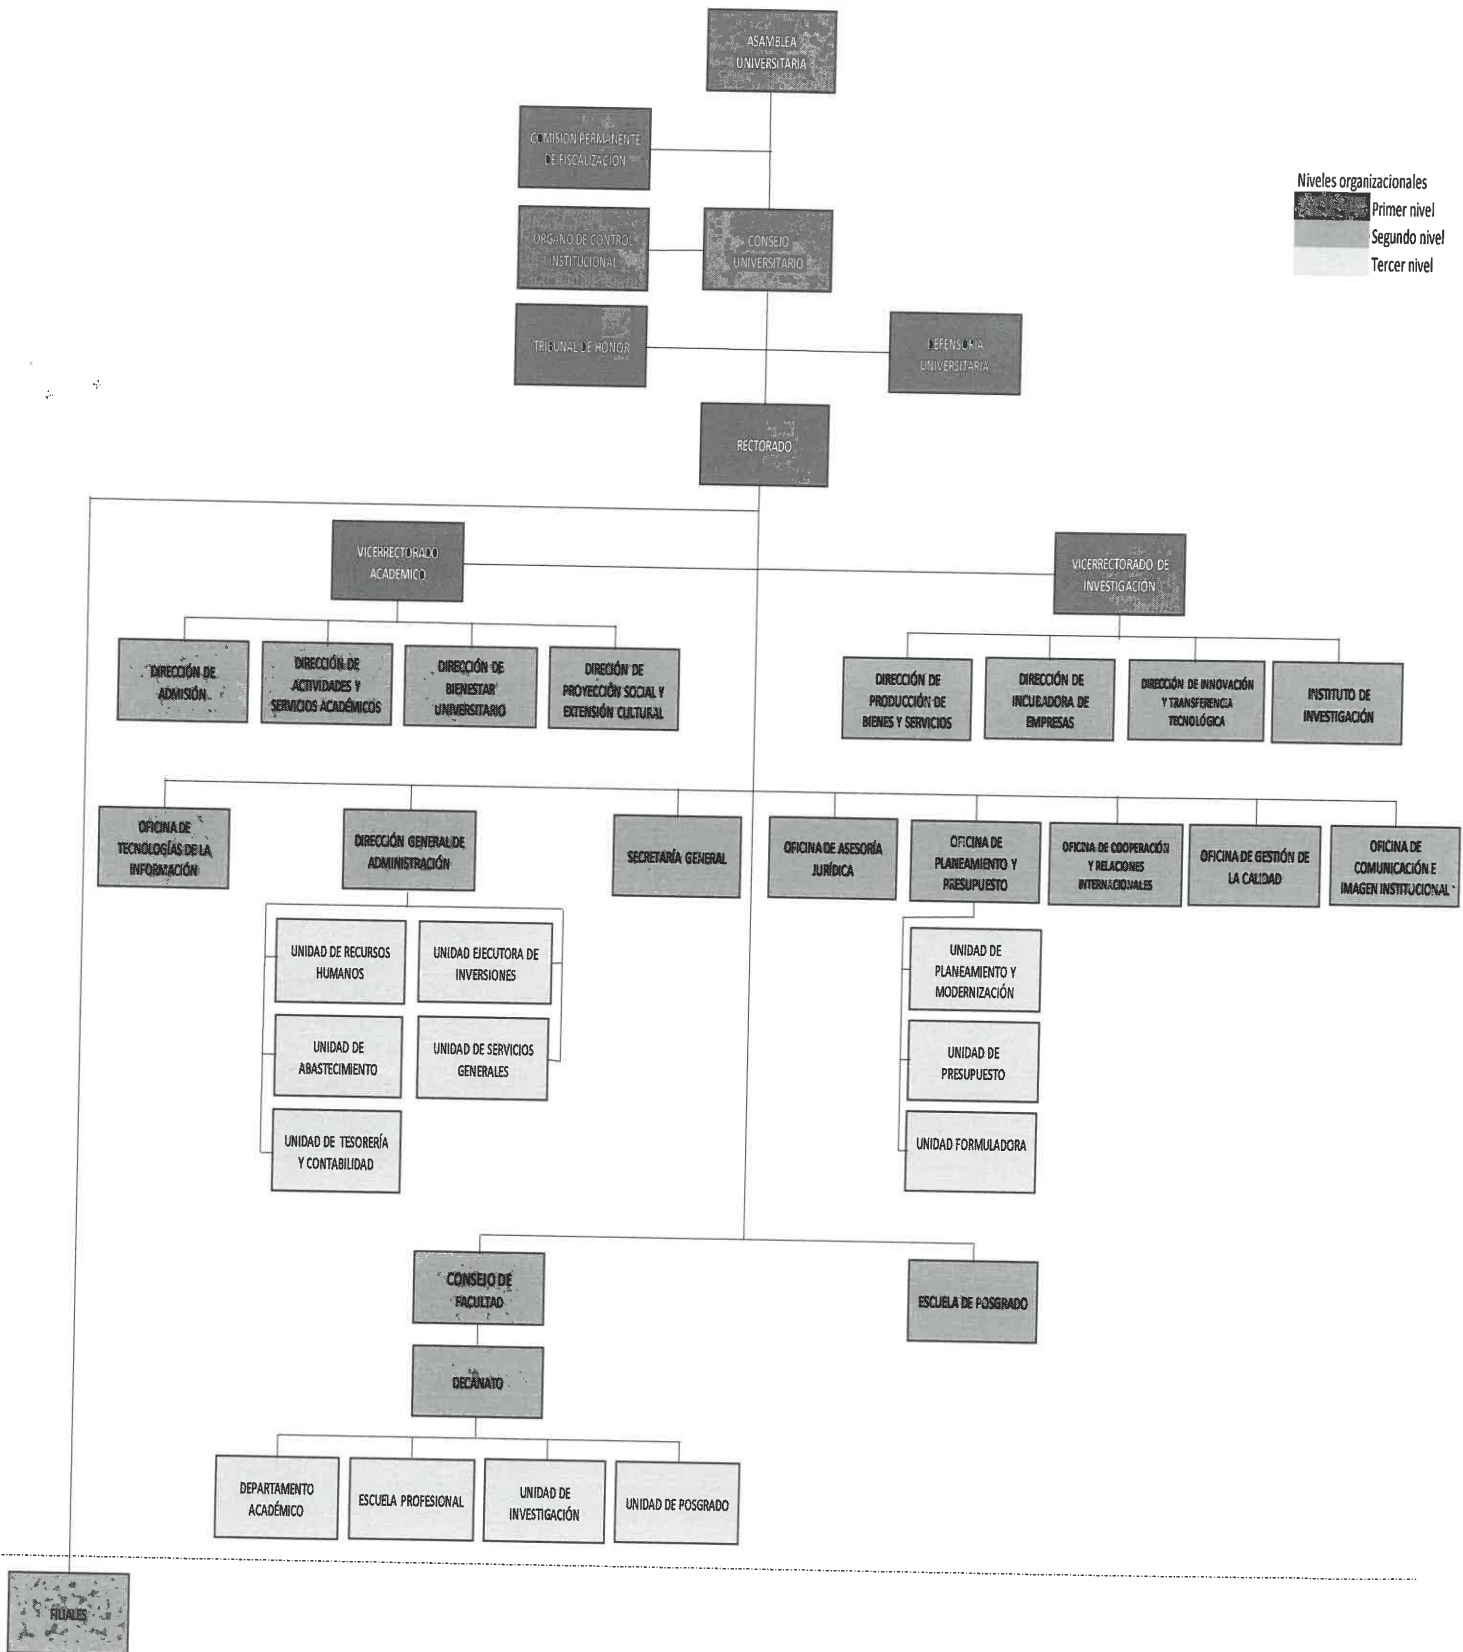 ASAMBLEA
UNIVERSITARIA
COMISION PERMANENTE
DE FISCALIZACION
Niveles organizacionales
Primer nivel
Segundo nivel
Tercer nivel
ORGANO DE CONTROL
INSTITUCIONAL
CONSEJO
UNIVERSITARIO
TRIBUNAL DE HONOR
DEFENSORIA
UNIVERSITARIA
RECTORADO
VICERRECTORADO
ACADEMICO
VICERRECTORADO DE
INVESTIGACIÓN
DIRECCIÓN DE
ADMISIÓN
DIRECCIÓN DE
ACTIVIDADES Y
SERVICIOS ACADÉMICOS
DIRECCIÓN DE
BIENESTAR
UNIVERSITARIO
DIRECIÓN DE
PROYECCIÓN SOCIAL Y
EXTENSIÓN CULTURAL
DIRECCIÓN DE
PRODUCCIÓN DE
BIENES Y SERVICIOS
DIRECCIÓN DE
INCUBADORA DE
EMPRESAS
DIRECCIÓN DE INNOVACIÓN
Y TRANSFERENCIA
TECNOLÓGICA
INSTITUTO DE
INVESTIGACIÓN
OFICINA DE
TECNOLOGÍAS DE LA
INFORMACIÓN
DIRECCIÓN GENERAL DE
ADMINISTRACIÓN
SECRETARÍA GENERAL
OFICINA DE ASESORÍA
JURÍDICA
OFICINA DE
PLANEAMIENTO Y
PRESUPUESTO
OFICINA DE COOPERACIÓN
Y RELACIONES
INTERNACIONALES
OFICINA DE GESTIÓN DE
LA CALIDAD
OFICINA DE
COMUNICACIÓN E
IMAGEN INSTITUCIONAL
UNIDAD DE RECURSOS
HUMANOS
UNIDAD EJECUTORA DE
INVERSIONES
UNIDAD DE
PLANEAMIENTO Y
MODERNIZACIÓN
UNIDAD DE
ABASTECIMIENTO
UNIDAD DE SERVICIOS
GENERALES
UNIDAD DE
PRESUPUESTO
UNIDAD DE TESORERÍA
Y CONTABILIDAD
UNIDAD FORMULADORA
CONSEJO DE
FACULTAD
ESCUELA DE POSGRADO
DECANATO
DEPARTAMENTO
ACADÉMICO
ESCUELA PROFESIONAL
UNIDAD DE
INVESTIGACIÓN
UNIDAD DE POSGRADO
FILIALES